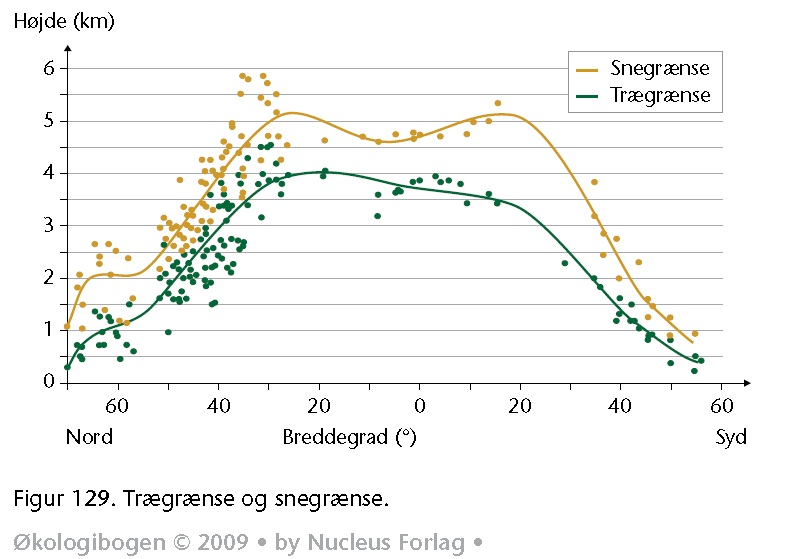 Højde (km)
6
5
4
3
2
1
0
Snegrænse
Trægrænse
60 40 20 0 20 40 60
Nord Breddegrad (°) Syd
Figur 129. Trægrænse og snegrænse.
Økologibogen © 2009 • by Nucleus Forlag •